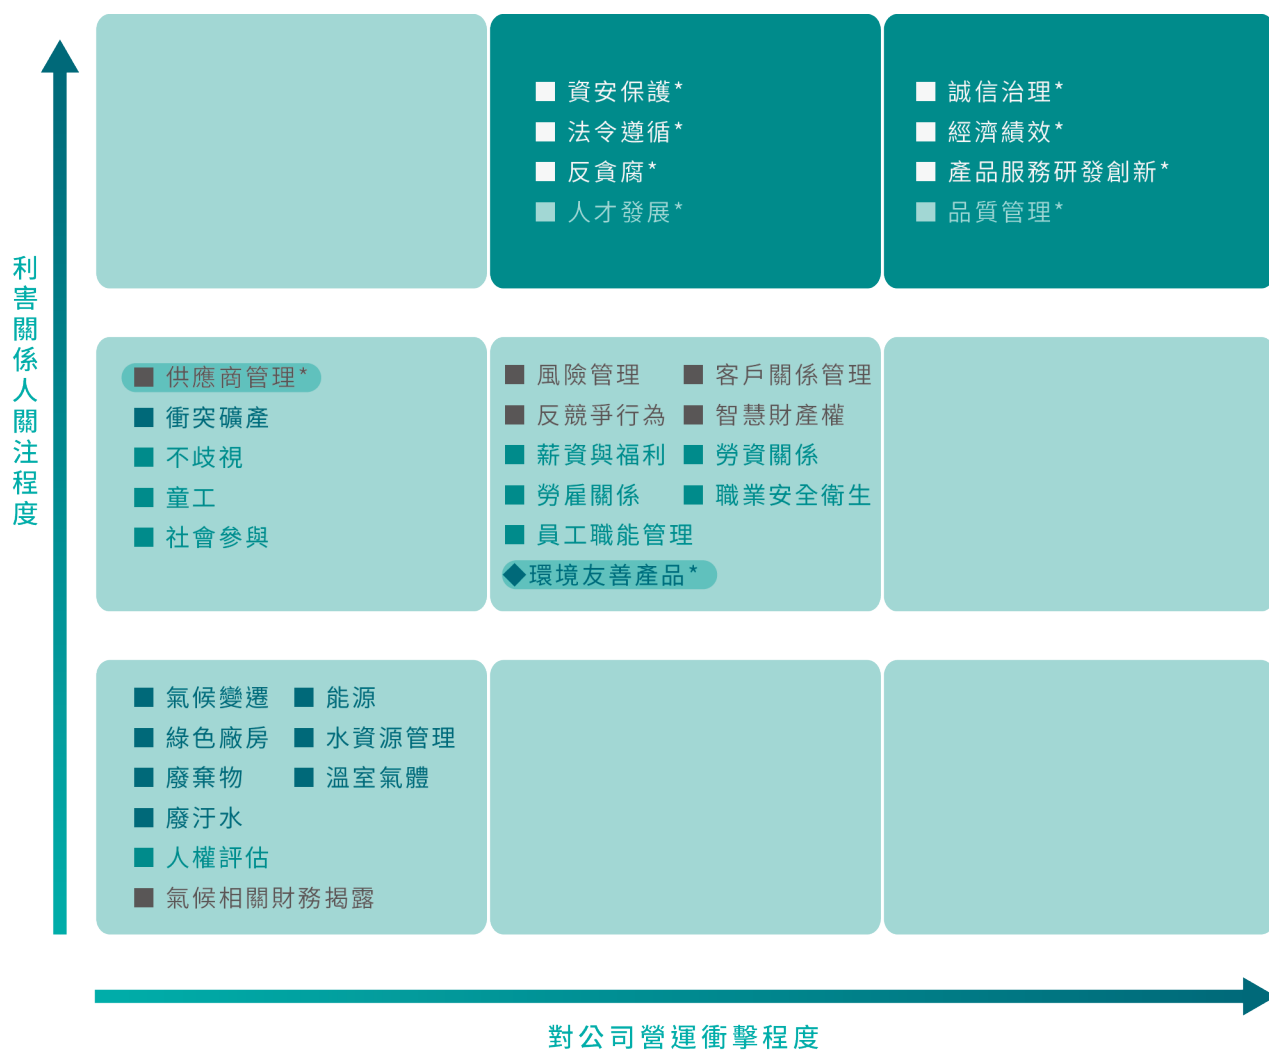 利害關係人關注程度
■ 資安保護*
■ 法令遵循*
■ 反貪腐*
■ 人才發展*
■ 誠信治理*
■ 經濟績效*
■ 產品服務研發創新*
■ 品質管理*
■ 供應商管理*
■ 衝突礦產
■ 不歧視
■ 童工
■ 社會參與
■ 風險管理 ■ 客戶關係管理
■ 反競爭行為 ■ 智慧財產權
■ 薪資與福利 ■ 勞資關係
■ 勞雇關係 ■ 職業安全衛生
■ 員工職能管理
◆環境友善產品*
■ 氣候變遷 ■ 能源
■ 綠色廠房 ■ 水資源管理
■ 廢棄物 ■ 溫室氣體
■ 廢汙水
■ 人權評估
■ 氣候相關財務揭露
對公司營運衝擊程度